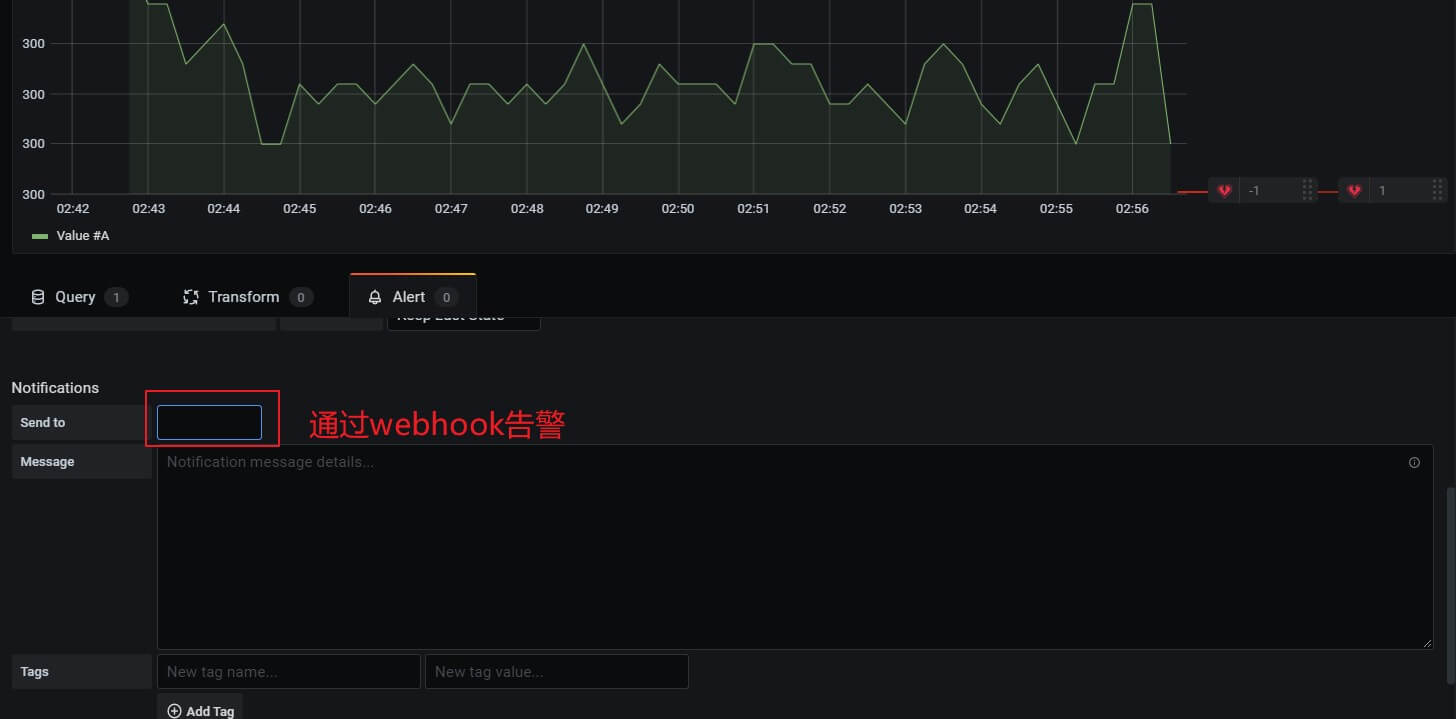 300
300
300
300
02:42 02:43 02:44 02:45 02:46 02:47 02:48 02:49 02:50 02:51 02:52 02:53 02:54 02:55 02:56
-1 1
Value #A
Query 1 Transform 0 Alert 0
Keep Last State
Notifications
Send to
通过webhook告警
Message Notification message details...
Tags New tag name... New tag value...
Add Tag